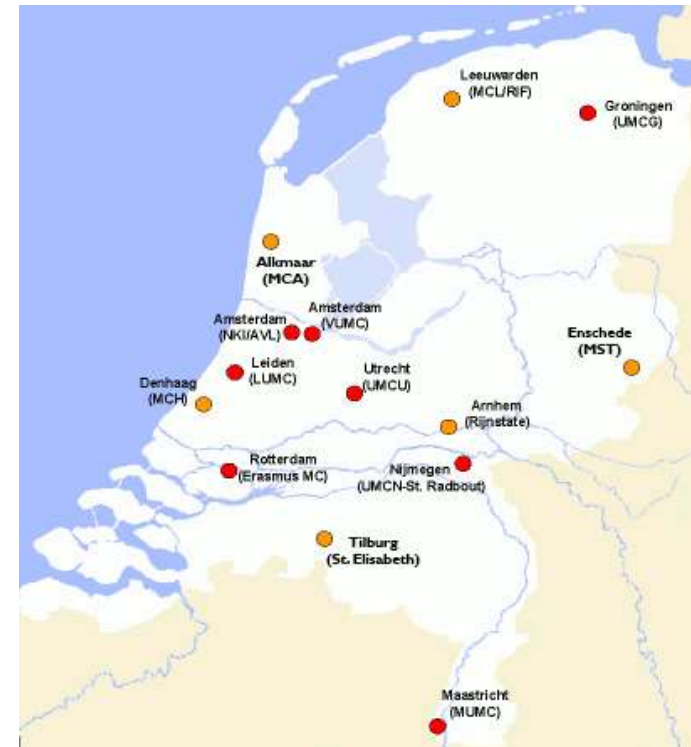 Leeuwarden
(MCL/RIF)
Groningen
(UMCG)
Alkmaar
(MCA)
Amsterdam
(NKI/AVL)
Amsterdam
(VUMC)
Enschede
(MST)
Leiden
(LUMC)
Utrecht
(UMCU)
Denhaag
(MCH)
Arnhem
(Rijnstate)
Rotterdam
(Erasmus MC)
Nijmegen
(UMCN-St. Radbout)
Tilburg
(St. Elisabeth)
Maastricht
(MUMC)